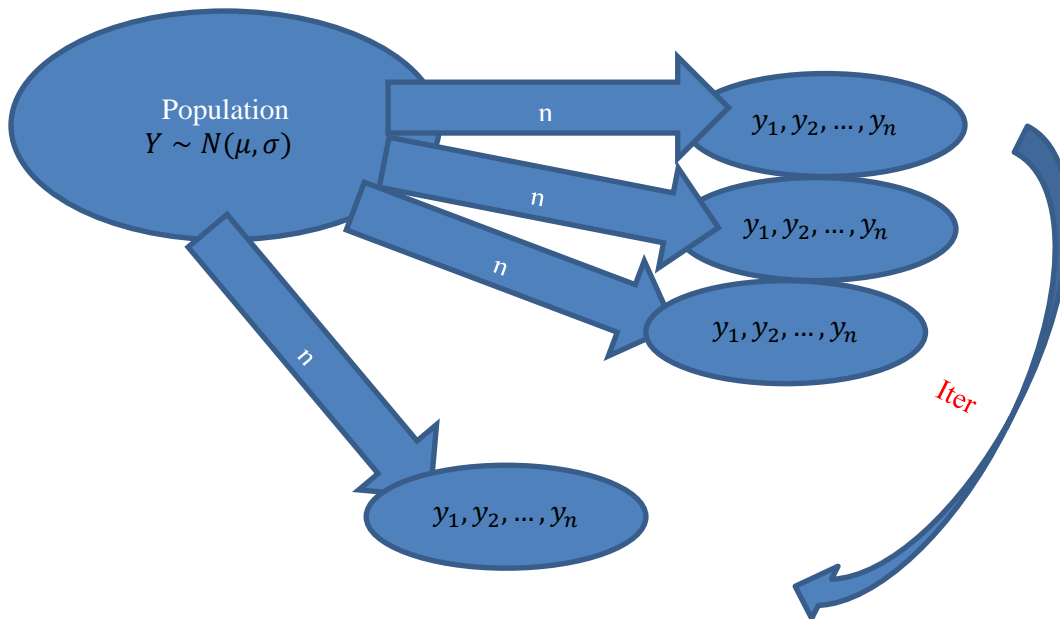 Population
Y ~ N(μ, σ)
n
y₁, y₂, … , yₙ
n
y₁, y₂, … , yₙ
n
y₁, y₂, … , yₙ
Iter
n
y₁, y₂, … , yₙ